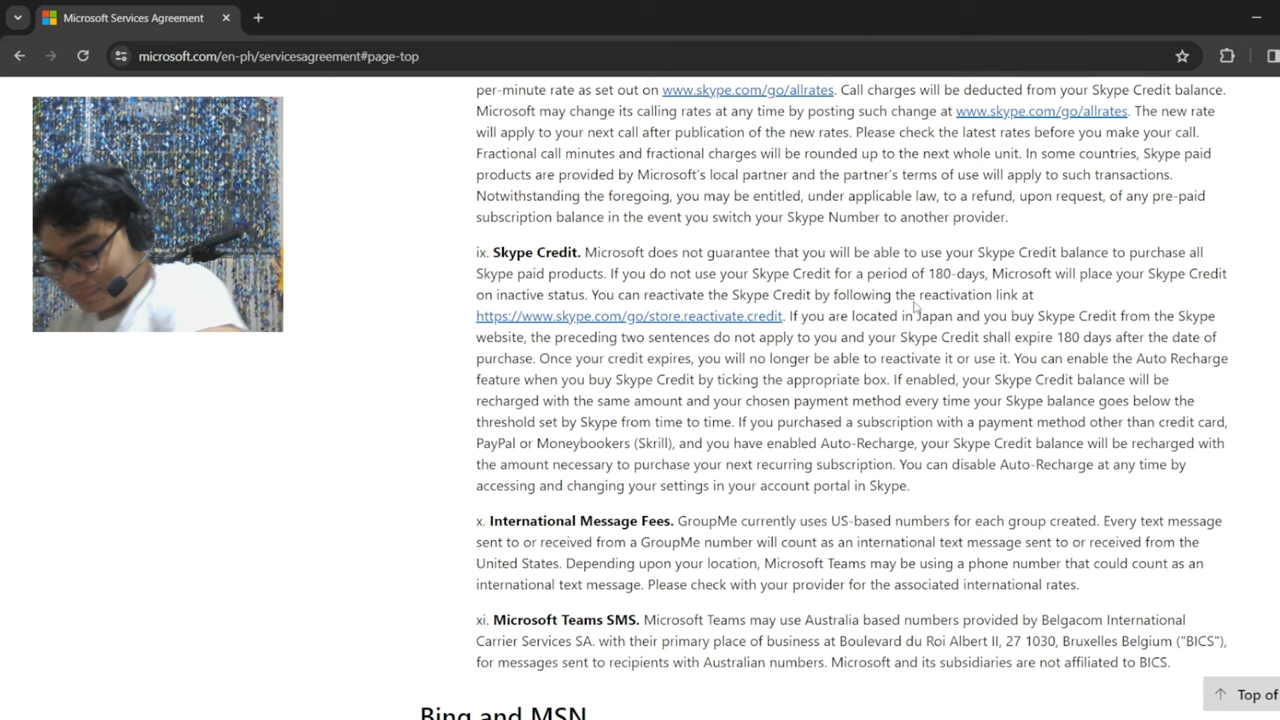 Microsoft Services Agreement
microsoft.com/en-ph/servicesagreement#page-top
per-minute rate as set out on www.skype.com/go/allrates. Call charges will be deducted from your Skype Credit balance.
Microsoft may change its calling rates at any time by posting such change at www.skype.com/go/allrates. The new rate
will apply to your next call after publication of the new rates. Please check the latest rates before you make your call.
Fractional call minutes and fractional charges will be rounded up to the next whole unit. In some countries, Skype paid
products are provided by Microsoft's local partner and the partner's terms of use will apply to such transactions.
Notwithstanding the foregoing, you may be entitled, under applicable law, to a refund, upon request, of any pre-paid
subscription balance in the event you switch your Skype Number to another provider.
ix. Skype Credit. Microsoft does not guarantee that you will be able to use your Skype Credit balance to purchase all
Skype paid products. If you do not use your Skype Credit for a period of 180-days, Microsoft will place your Skype Credit
on inactive status. You can reactivate the Skype Credit by following the reactivation link at
https://www.skype.com/go/store.reactivate.credit. If you are located in Japan and you buy Skype Credit from the Skype
website, the preceding two sentences do not apply to you and your Skype Credit shall expire 180 days after the date of
purchase. Once your credit expires, you will no longer be able to reactivate it or use it. You can enable the Auto Recharge
feature when you buy Skype Credit by ticking the appropriate box. If enabled, your Skype Credit balance will be
recharged with the same amount and your chosen payment method every time your Skype balance goes below the
threshold set by Skype from time to time. If you purchased a subscription with a payment method other than credit card,
PayPal or Moneybookers (Skrill), and you have enabled Auto-Recharge, your Skype Credit balance will be recharged with
the amount necessary to purchase your next recurring subscription. You can disable Auto-Recharge at any time by
accessing and changing your settings in your account portal in Skype.
x. International Message Fees. GroupMe currently uses US-based numbers for each group created. Every text message
sent to or received from a GroupMe number will count as an international text message sent to or received from the
United States. Depending upon your location, Microsoft Teams may be using a phone number that could count as an
international text message. Please check with your provider for the associated international rates.
xi. Microsoft Teams SMS. Microsoft Teams may use Australia based numbers provided by Belgacom International
Carrier Services SA. with their primary place of business at Boulevard du Roi Albert II, 27 1030, Bruxelles Belgium ("BICS"),
for messages sent to recipients with Australian numbers. Microsoft and its subsidiaries are not affiliated to BICS.
Top of
Bing and MSN